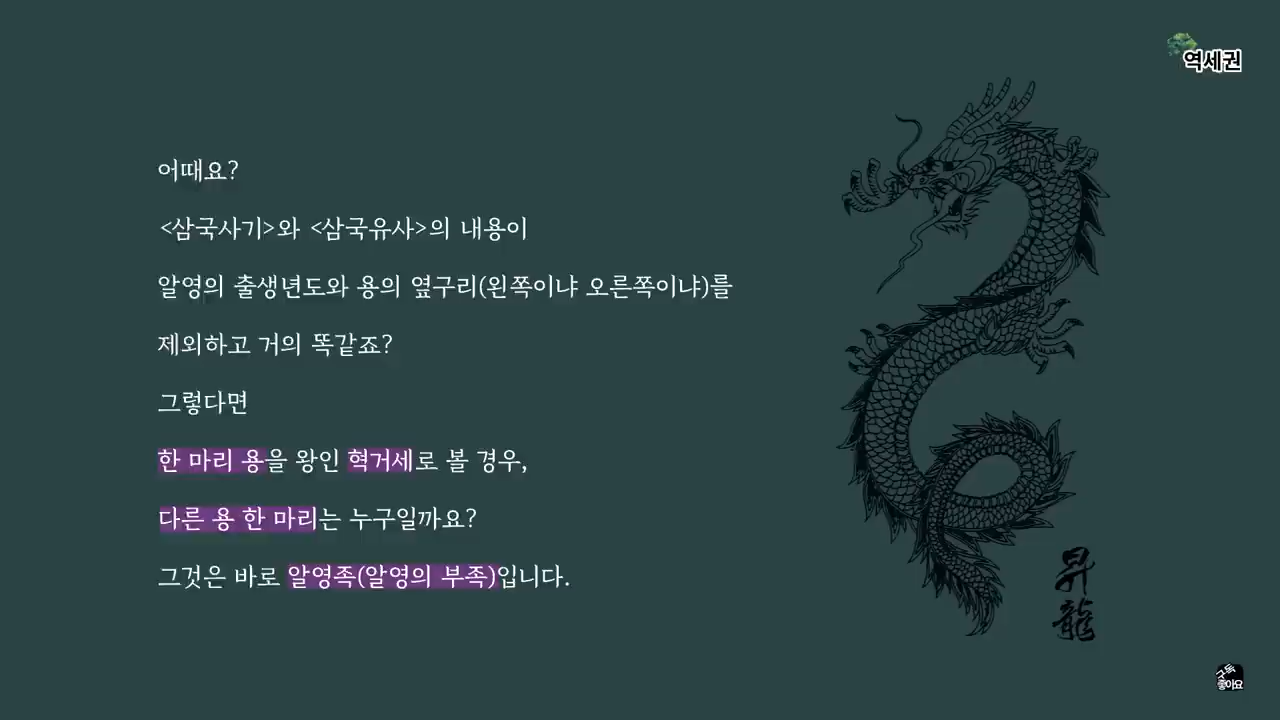 역세권
어때요?
<삼국사기>와 <삼국유사>의 내용이
알영의 출생년도와 용의 옆구리(왼쪽이냐 오른쪽이냐)를
제외하고 거의 똑같죠?
그렇다면
한 마리 용을 왕인 혁거세로 볼 경우,
다른 용 한 마리는 누구일까요?
그것은 바로 알영족(알영의 부족)입니다.
昇龍
구독
좋아요